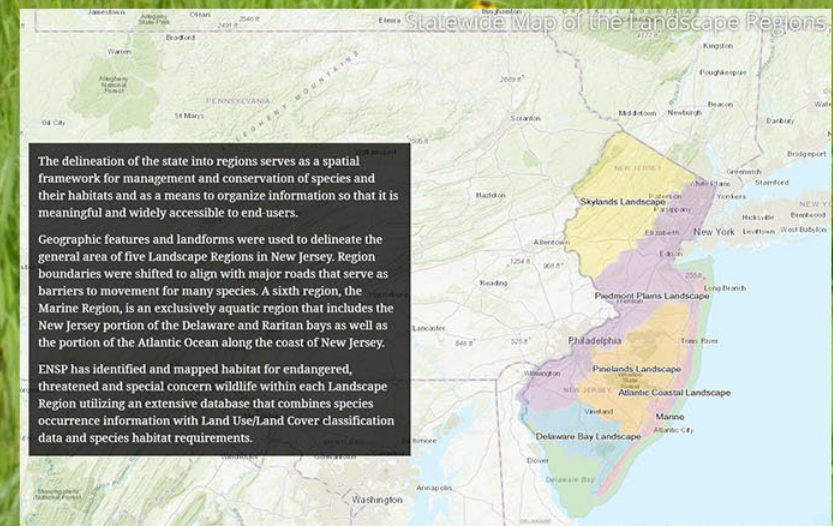 Statewide Map of the Landscape Regions
The delineation of the state into regions serves as a spatial
framework for management and conservation of species and
their habitats and as a means to organize information so that it is
meaningful and widely accessible to end-users.
Geographic features and landforms were used to delineate the
general area of five Landscape Regions in New Jersey. Region
boundaries were shifted to align with major roads that serve as
barriers to movement for many species. A sixth region, the
Marine Region, is an exclusively aquatic region that includes the
New Jersey portion of the Delaware and Raritan bays as well as
the portion of the Atlantic Ocean along the coast of New Jersey.
ENSP has identified and mapped habitat for endangered,
threatened and special concern wildlife within each Landscape
Region utilizing an extensive database that combines species
occurrence information with Land Use/Land Cover classification
data and species habitat requirements.
Jamestown
Allegany
State Park
Olean
Elmira
Binghamton
Bradford
Warren
Kingston
Allegheny
National
Forest
Poughkeepsie
PENNSYLVANIA
ALLEGHENY MOUNTAINS
Oil City
St Marys
Scranton
Middletown
Newburgh
Beacon
Danbury
Bridgeport
NEW JERSEY
Greenwich
White Plains
Stamford
Hazleton
Skylands Landscape
Paterson
Parsippany
Yonkers
Hicksville
Brentwood
Elizabeth
New York
Levittown
West Babylon
Allentown
Edison
Reading
Long Branch
Piedmont Plains Landscape
Trenton
Lancaster
Philadelphia
Toms River
Wilmington
Pinelands Landscape
NEW JERSEY
Atlantic Coastal Landscape
Vineland
Marine
Atlantic City
Delaware Bay Landscape
Dover
Annapolis
Delaware Bay
Washington
DELAWARE